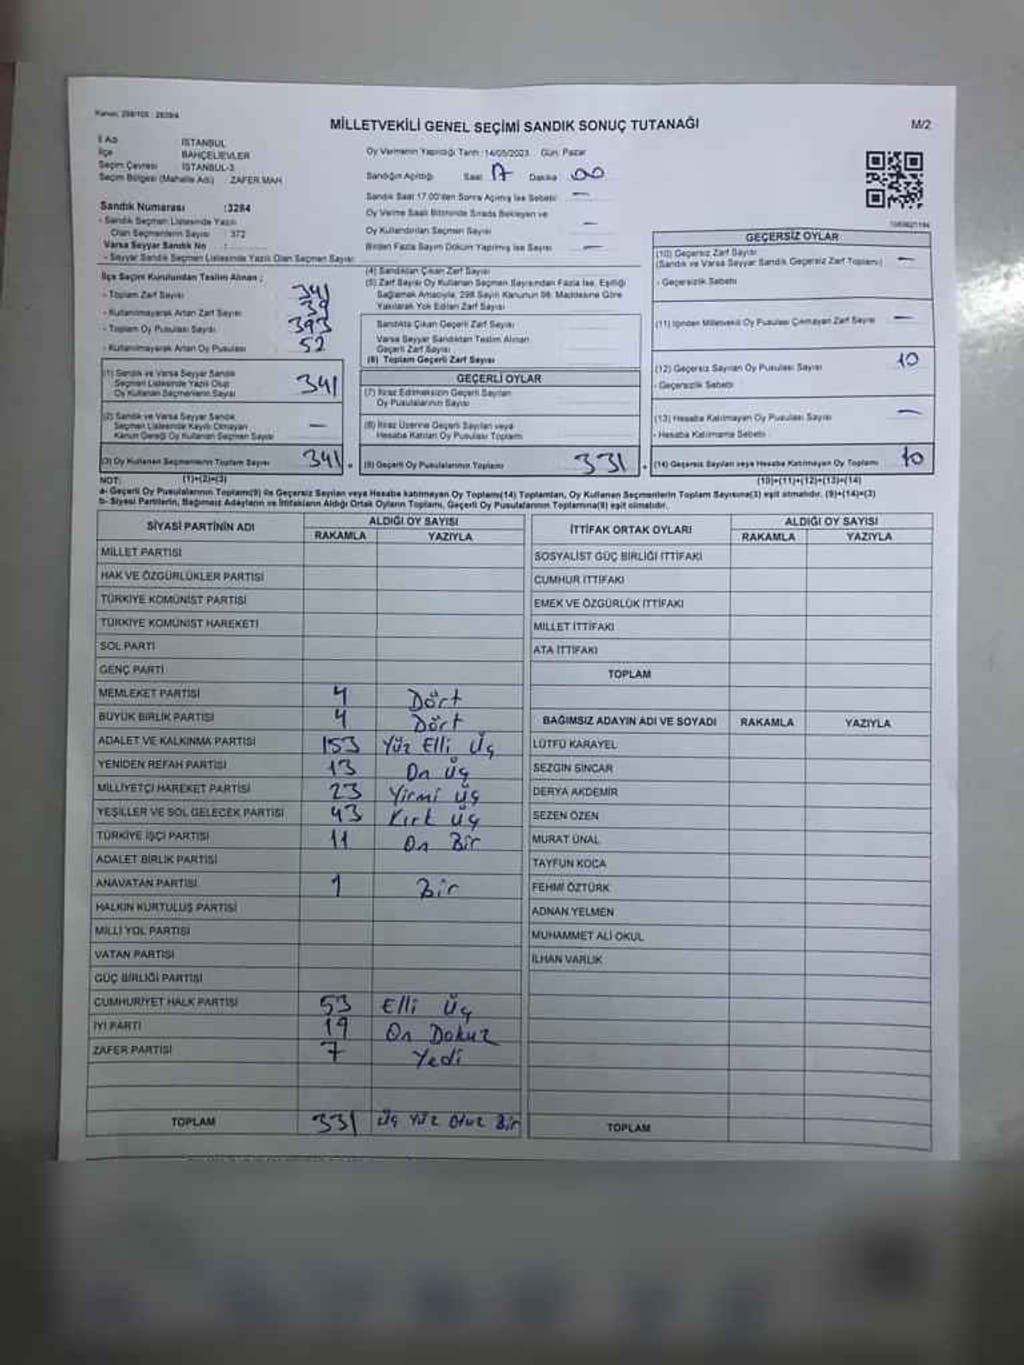 Kanun: 298/105 : 2839/4
MİLLETVEKİLİ GENEL SEÇİMİ SANDIK SONUÇ TUTANAĞI
M/2
İl Adı : İSTANBUL
İlçe : BAHÇELİEVLER
Seçim Çevresi : İSTANBUL-3
Seçim Bölgesi (Mahalle Adı) : ZAFER MAH
Oy Vermenin Yapıldığı Tarih : 14/05/2023 Gün: Pazar
Sandığın Açıldığı Saat 17 Dakika 00
Sandık Saat 17.00'den Sonra Açılmış İse Sebebi —
Oy Verme Saati Bitiminde Sırada Bekleyen ve
Oy Kullandırılan Seçmen Sayısı —
Birden Fazla Sayım Döküm Yapılmış İse Sayısı —
Sandık Numarası :3284
- Sandık Seçmen Listesinde Yazılı
Olan Seçmenlerin Sayısı : 372
Varsa Seyyar Sandık No :
- Seyyar Sandık Seçmen Listesinde Yazılı Olan Seçmen Sayısı
İlçe Seçim Kurulundan Teslim Alınan ;
- Toplam Zarf Sayısı 341
- Kullanılmayarak Artan Zarf Sayısı 39
- Toplam Oy Pusulası Sayısı 393
- Kullanılmayarak Artan Oy Pusulası 52
(1) Sandık ve Varsa Seyyar Sandık
Seçmen Listesinde Yazılı Olup
Oy Kullanan Seçmenlerin Sayısı 341
(2) Sandık ve Varsa Seyyar Sandık
Seçmen Listesinde Kayıtlı Olmayan
Kanun Gereği Oy Kullanan Seçmen Sayısı —
(3) Oy Kullanan Seçmenlerin Toplam Sayısı 341
(4) Sandıktan Çıkan Zarf Sayısı
(5) Zarf Sayısı Oy Kullanan Seçmen Sayısından Fazla İse, Eşitliği
Sağlamak Amacıyla, 298 Sayılı Kanunun 98. Maddesine Göre
Yakılarak Yok Edilen Zarf Sayısı
Sandıkta Çıkan Geçerli Zarf Sayısı
Varsa Seyyar Sandıktan Teslim Alınan
Geçerli Zarf Sayısı
(6) Toplam Geçerli Zarf Sayısı
GEÇERLİ OYLAR
(7) İtiraz Edilmeksizin Geçerli Sayılan
Oy Pusulalarının Sayısı
(8) İtiraz Üzerine Geçerli Sayılan veya
Hesaba Katılan Oy Pusulası Toplamı
(9) Geçerli Oy Pusulalarının Toplamı 331
GEÇERSİZ OYLAR
(10) Geçersiz Zarf Sayısı
(Sandık ve Varsa Seyyar Sandık Geçersiz Zarf Toplamı) —
- Geçersizlik Sebebi
(11) İçinden Milletvekili Oy Pusulası Çıkmayan Zarf Sayısı —
(12) Geçersiz Sayılan Oy Pusulası Sayısı 10
- Geçersizlik Sebebi
(13) Hesaba Katılmayan Oy Pusulası Sayısı —
- Hesaba Katılmama Sebebi
(14) Geçersiz Sayılan veya Hesaba Katılmayan Oy Toplamı 10
NOT: (1)+(2)=(3)
(10)+(11)+(12)+(13)=(14)
a- Geçerli Oy Pusulalarının Toplamı(9) ile Geçersiz Sayılan veya Hesaba katılmayan Oy Toplamı(14) Toplamları, Oy Kullanan Seçmenlerin Toplam Sayısına(3) eşit olmalıdır. (9)+(14)=(3)
b- Siyasi Partilerin, Bağımsız Adayların ve İttifakların Aldığı Ortak Oyların Toplamı, Geçerli Oy Pusulalarının Toplamına(9) eşit olmalıdır.
SİYASİ PARTİNİN ADI
ALDIĞI OY SAYISI
RAKAMLA YAZIYLA
MİLLET PARTİSİ
HAK VE ÖZGÜRLÜKLER PARTİSİ
TÜRKİYE KOMÜNİST PARTİSİ
TÜRKİYE KOMÜNİST HAREKETİ
SOL PARTİ
GENÇ PARTİ
MEMLEKET PARTİSİ 4 Dört
BÜYÜK BİRLİK PARTİSİ 4 Dört
ADALET VE KALKINMA PARTİSİ 153 Yüz Elli Üç
YENİDEN REFAH PARTİSİ 13 On üç
MİLLİYETÇİ HAREKET PARTİSİ 23 Yirmi üç
YEŞİLLER VE SOL GELECEK PARTİSİ 43 Kırk üç
TÜRKİYE İŞÇİ PARTİSİ 11 On Bir
ADALET BİRLİK PARTİSİ
ANAVATAN PARTİSİ 1 Bir
HALKIN KURTULUŞ PARTİSİ
MİLLİ YOL PARTİSİ
VATAN PARTİSİ
GÜÇ BİRLİĞİ PARTİSİ
CUMHURİYET HALK PARTİSİ 53 Elli Üç
İYİ PARTİ 19 On Dokuz
ZAFER PARTİSİ 7 Yedi
TOPLAM 331 Üç Yüz Otuz Bir
İTTİFAK ORTAK OYLARI
ALDIĞI OY SAYISI
RAKAMLA YAZIYLA
SOSYALİST GÜÇ BİRLİĞİ İTTİFAKI
CUMHUR İTTİFAKI
EMEK VE ÖZGÜRLÜK İTTİFAKI
MİLLET İTTİFAKI
ATA İTTİFAKI
TOPLAM
BAĞIMSIZ ADAYIN ADI VE SOYADI RAKAMLA YAZIYLA
LÜTFÜ KARAYEL
SEZGİN SİNCAR
DERYA AKDEMİR
SEZEN ÖZEN
MURAT ÜNAL
TAYFUN KOCA
FEHMİ ÖZTÜRK
ADNAN YELMEN
MUHAMMET ALİ OKUL
İLHAN VARLIK
TOPLAM